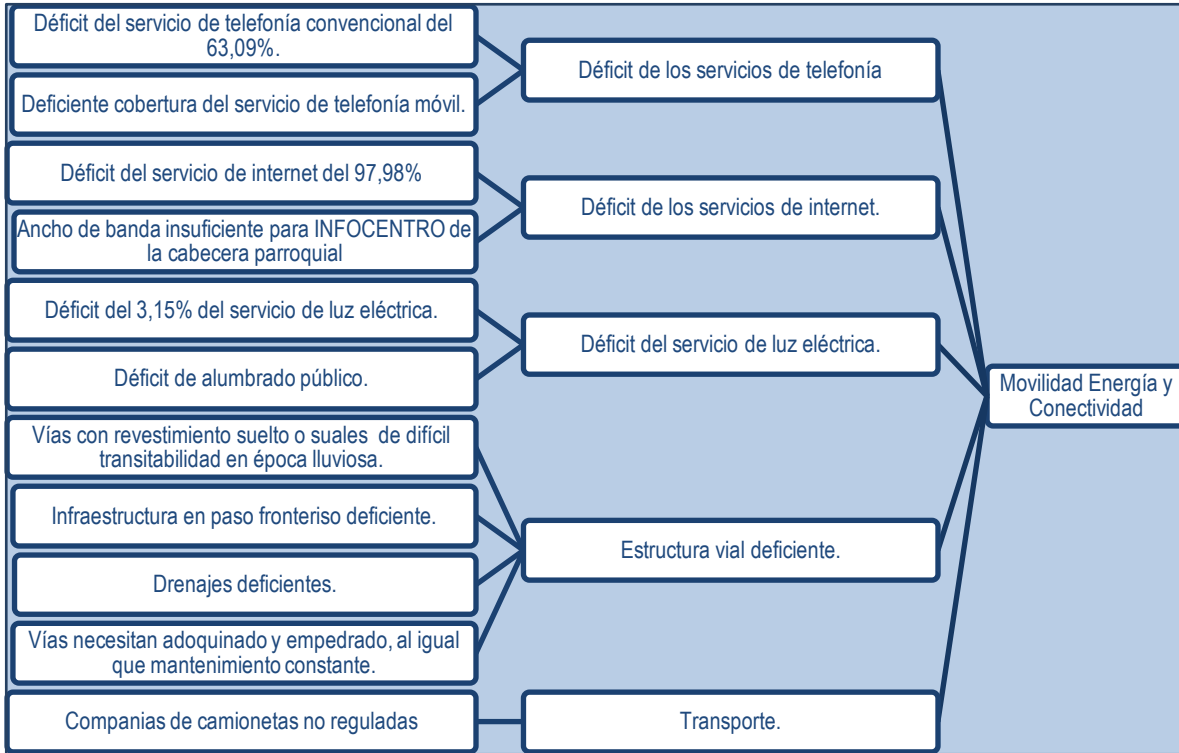 Déficit del servicio de telefonía convencional del
63,09%.
Deficiente cobertura del servicio de telefonía móvil.
Déficit de los servicios de telefonía
Déficit del servicio de internet del 97,98%
Ancho de banda insuficiente para INFOCENTRO de
la cabecera parroquial
Déficit de los servicios de internet.
Déficit del 3,15% del servicio de luz eléctrica.
Déficit de alumbrado público.
Déficit del servicio de luz eléctrica.
Vías con revestimiento suelto o suales de difícil
transitabilidad en época lluviosa.
Infraestructura en paso fronteriso deficiente.
Drenajes deficientes.
Vías necesitan adoquinado y empedrado, al igual
que mantenimiento constante.
Estructura vial deficiente.
Companias de camionetas no reguladas
Transporte.
Movilidad Energía y
Conectividad